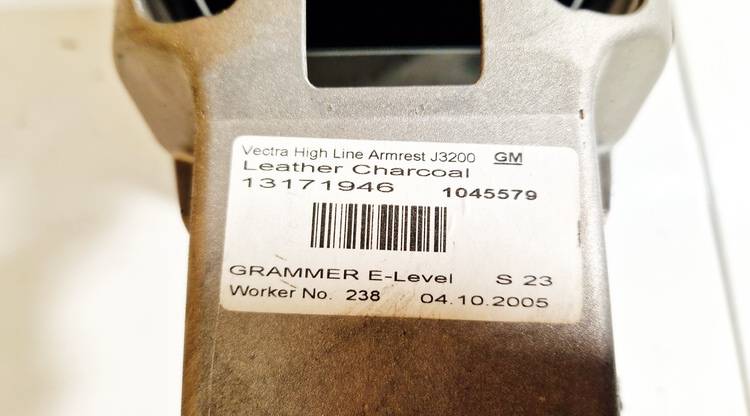 Vectra High Line Armrest J3200 GM
Leather Charcoal
13171946 1045579
GRAMMER E-Level S 23
Worker No. 238 04.10.2005